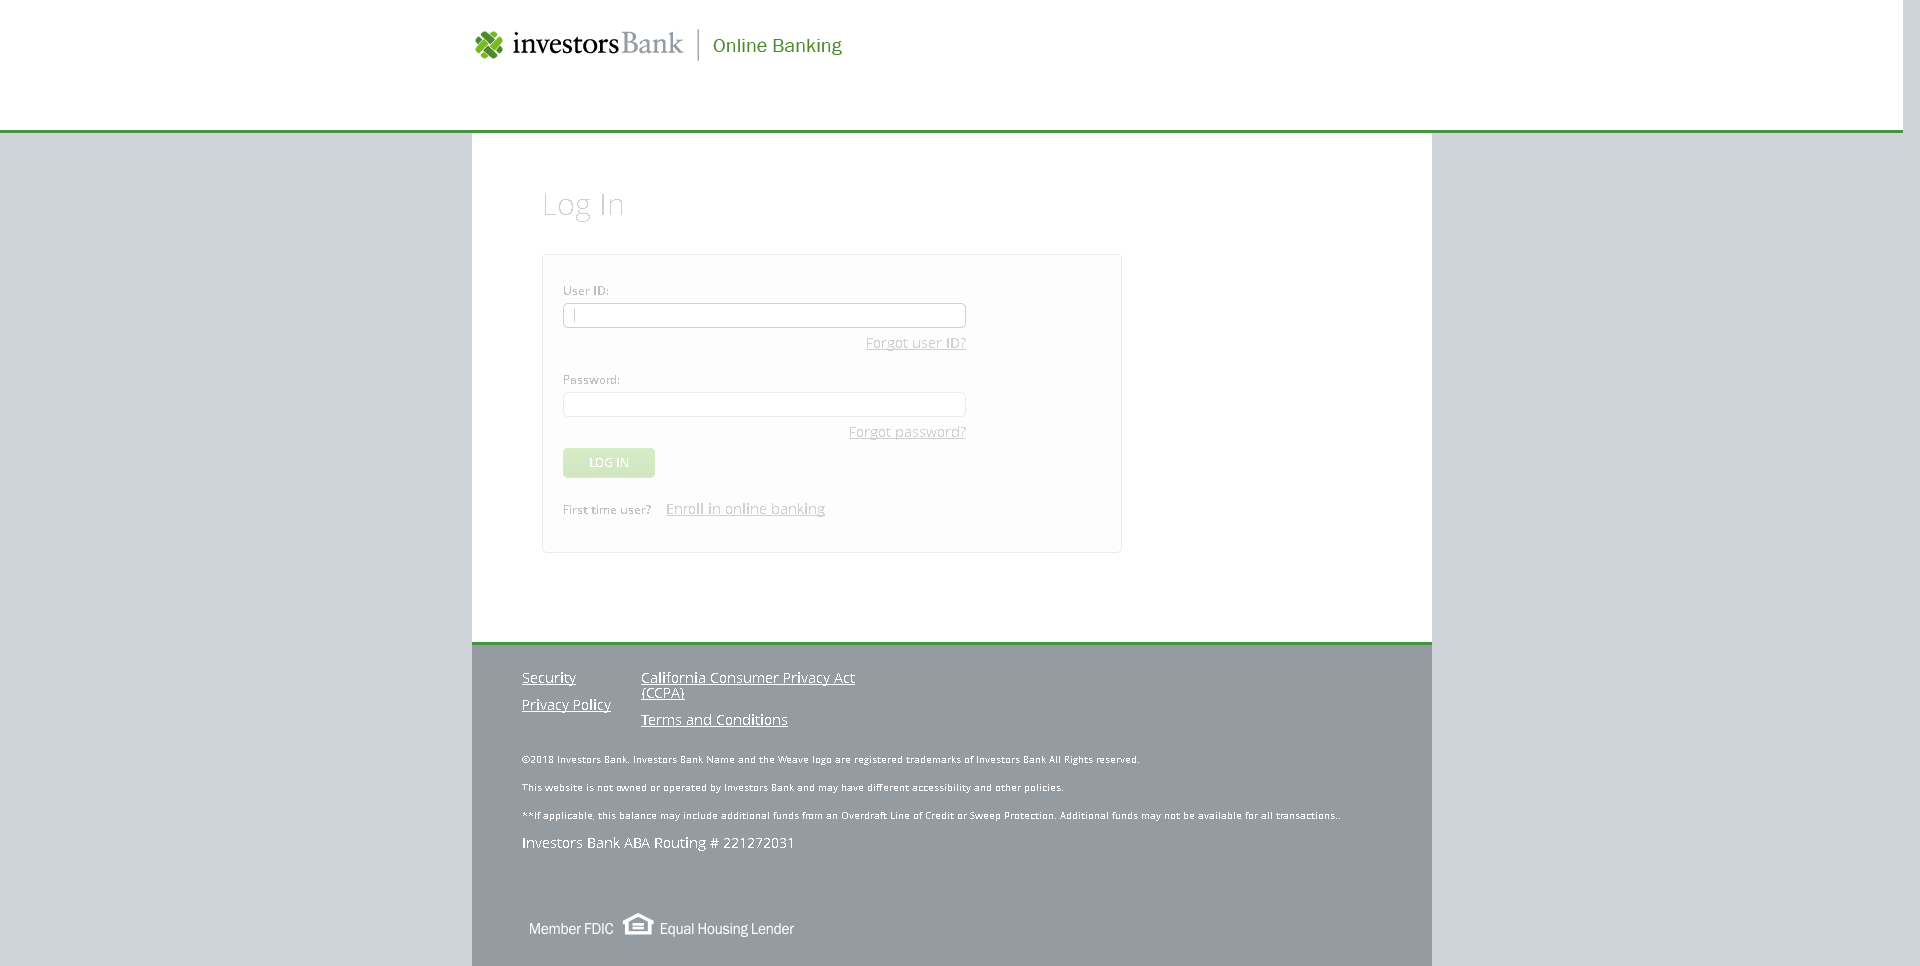 investorsBank | Online Banking
Log In
User ID:
Forgot user ID?
Password:
Forgot password?
LOG IN
First time user? Enroll in online banking
Security
Privacy Policy
California Consumer Privacy Act
(CCPA)
Terms and Conditions
©2018 Investors Bank. Investors Bank Name and the Weave logo are registered trademarks of Investors Bank All Rights reserved.
This website is not owned or operated by Investors Bank and may have different accessibility and other policies.
**If applicable, this balance may include additional funds from an Overdraft Line of Credit or Sweep Protection. Additional funds may not be available for all transactions..
Investors Bank ABA Routing # 221272031
Member FDIC Equal Housing Lender